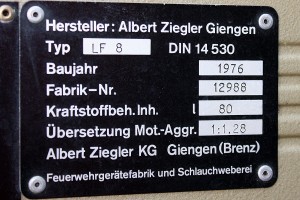 Hersteller: Albert Ziegler Giengen
Typ LF 8 DIN 14 530
Baujahr 1976
Fabrik-Nr. 12988
Kraftstoffbeh. Inh. l 80
Übersetzung Mot.-Aggr. 1:1.28
Albert Ziegler KG Giengen (Brenz)
Feuerwehrgerätefabrik und Schlauchweberei